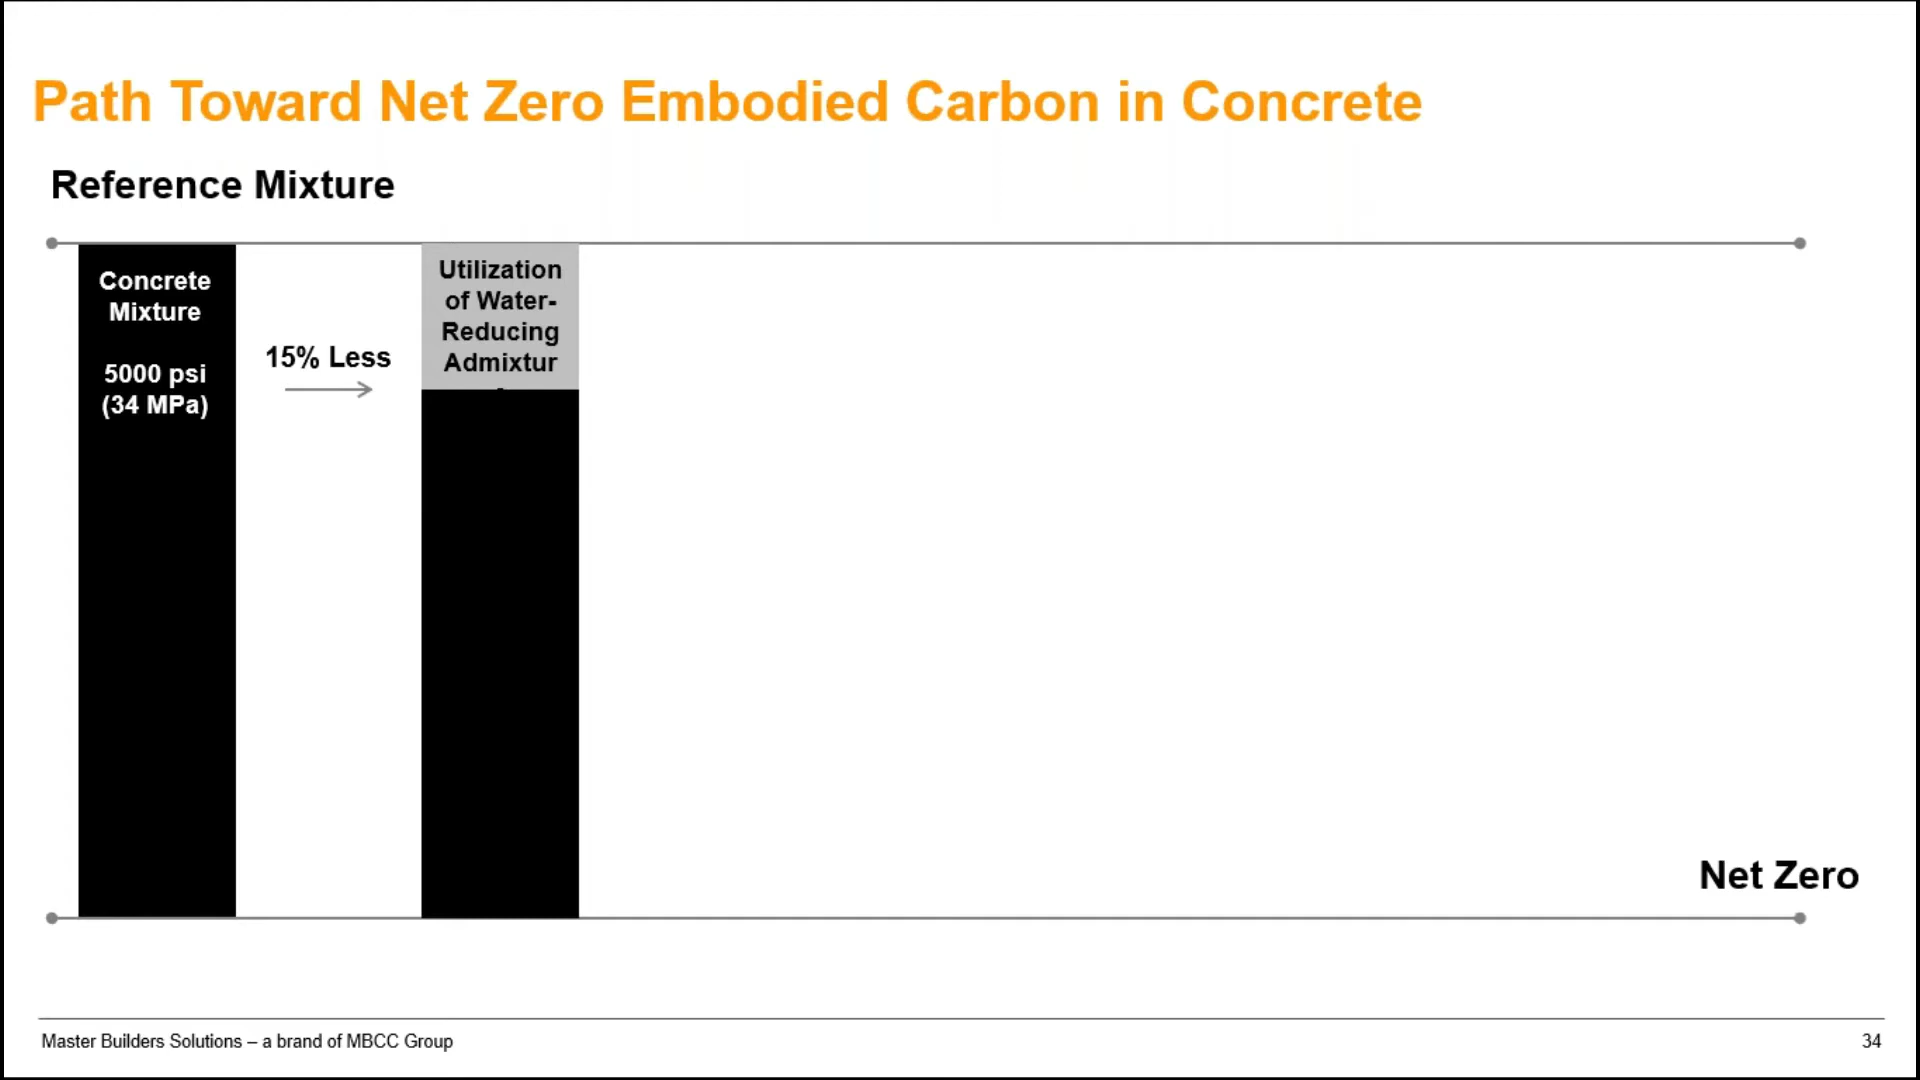 Path Toward Net Zero Embodied Carbon in Concrete
Reference Mixture
Concrete
Mixture
5000 psi
(34 MPa)
15% Less
Utilization
of Water-
Reducing
Admixtur
Net Zero
Master Builders Solutions – a brand of MBCC Group
34